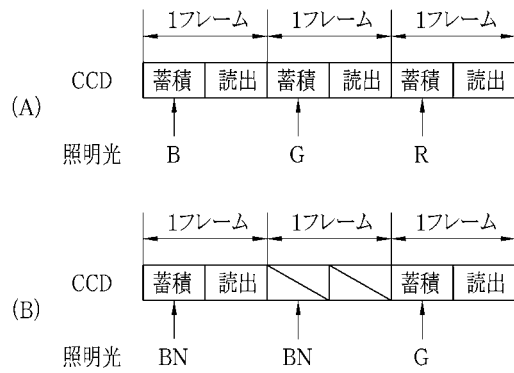 1フレーム 1フレーム 1フレーム
CCD 蓄積 読出 蓄積 読出 蓄積 読出
(A)
照明光 B G R
1フレーム 1フレーム 1フレーム
CCD 蓄積 読出 蓄積 読出
(B)
照明光 BN BN G